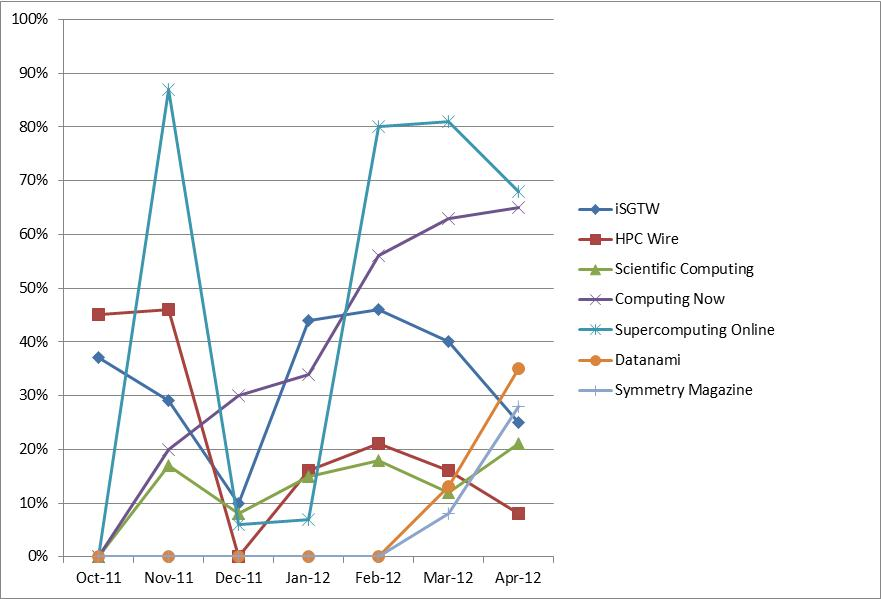 100%
90%
80%
70%
60%
50%
40%
30%
20%
10%
0%
Oct-11 Nov-11 Dec-11 Jan-12 Feb-12 Mar-12 Apr-12
iSGTW
HPC Wire
Scientific Computing
Computing Now
Supercomputing Online
Datanami
Symmetry Magazine